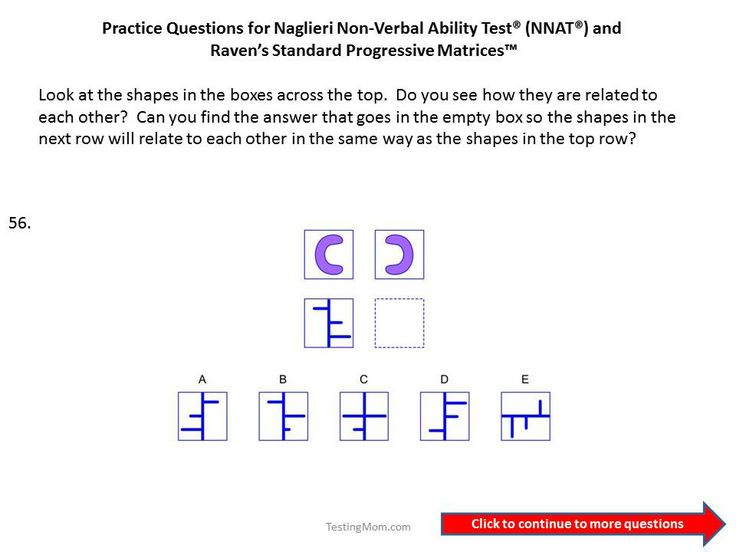 Practice Questions for Naglieri Non-Verbal Ability Test® (NNAT®) and
Raven’s Standard Progressive Matrices™
Look at the shapes in the boxes across the top.  Do you see how they are related to
each other?  Can you find the answer that goes in the empty box so the shapes in the
next row will relate to each other in the same way as the shapes in the top row?
56.
A B C D E
TestingMom.com
Click to continue to more questions